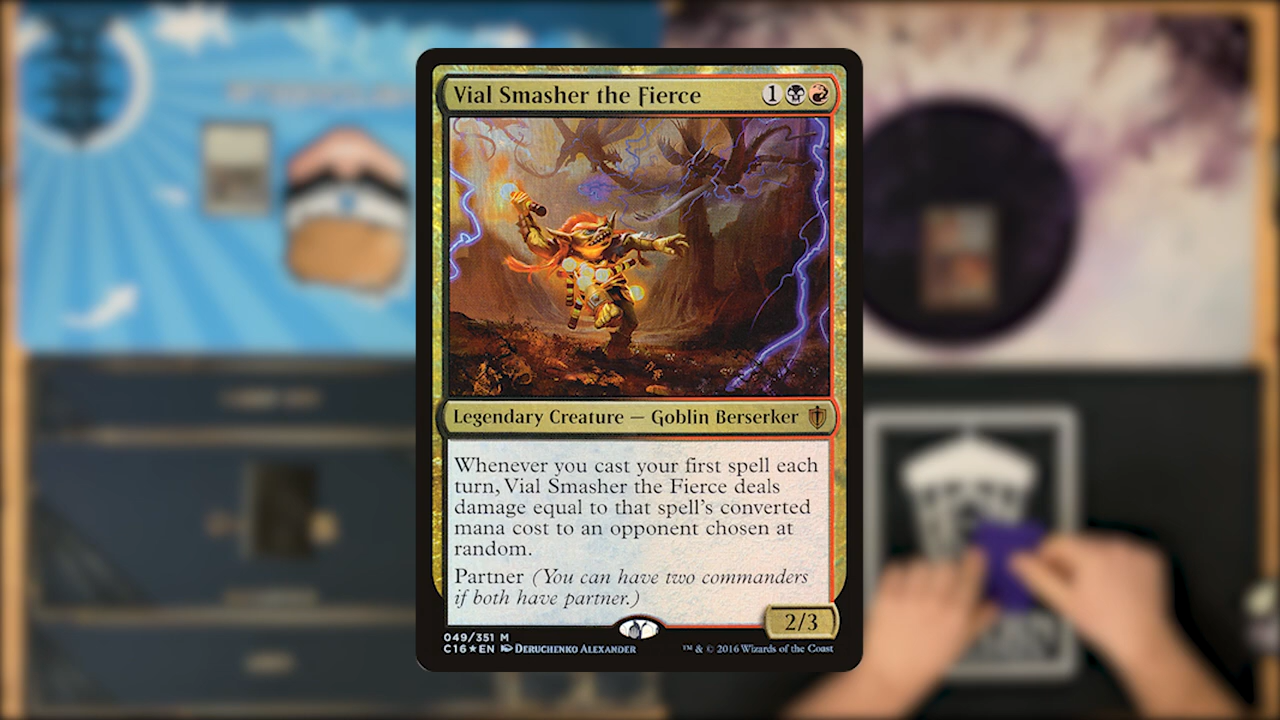 Vial Smasher the Fierce 1
Legendary Creature — Goblin Berserker
Whenever you cast your first spell each
turn, Vial Smasher the Fierce deals
damage equal to that spell's converted
mana cost to an opponent chosen at
random.
Partner (You can have two commanders
if both have partner.)
2/3
049/351 M
C16★EN Deruchenko Alexander
™ & © 2016 Wizards of the Coast